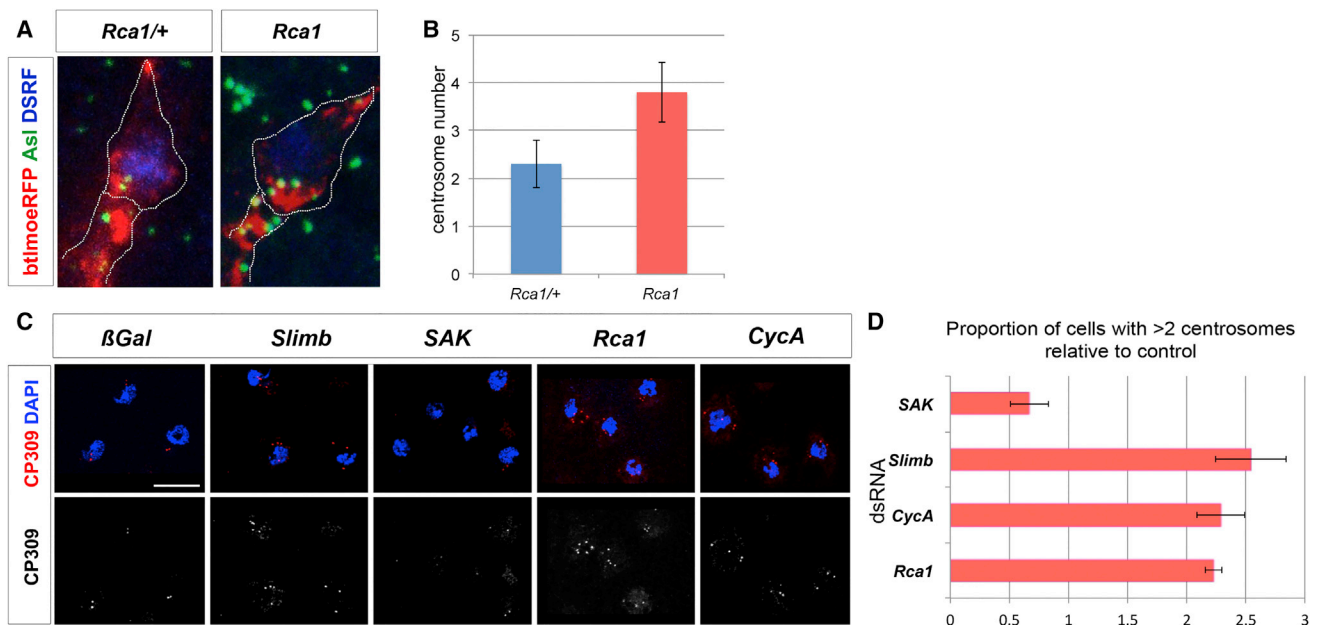 A
Rca1/+
Rca1
btlmoeRFP Asl DSRF
B
centrosome number
5
4
3
2
1
0
Rca1/+
Rca1
C
ßGal
Slimb
SAK
Rca1
CycA
CP309 DAPI
CP309
D
Proportion of cells with >2 centrosomes
relative to control
dsRNA
SAK
Slimb
CycA
Rca1
0 0.5 1 1.5 2 2.5 3